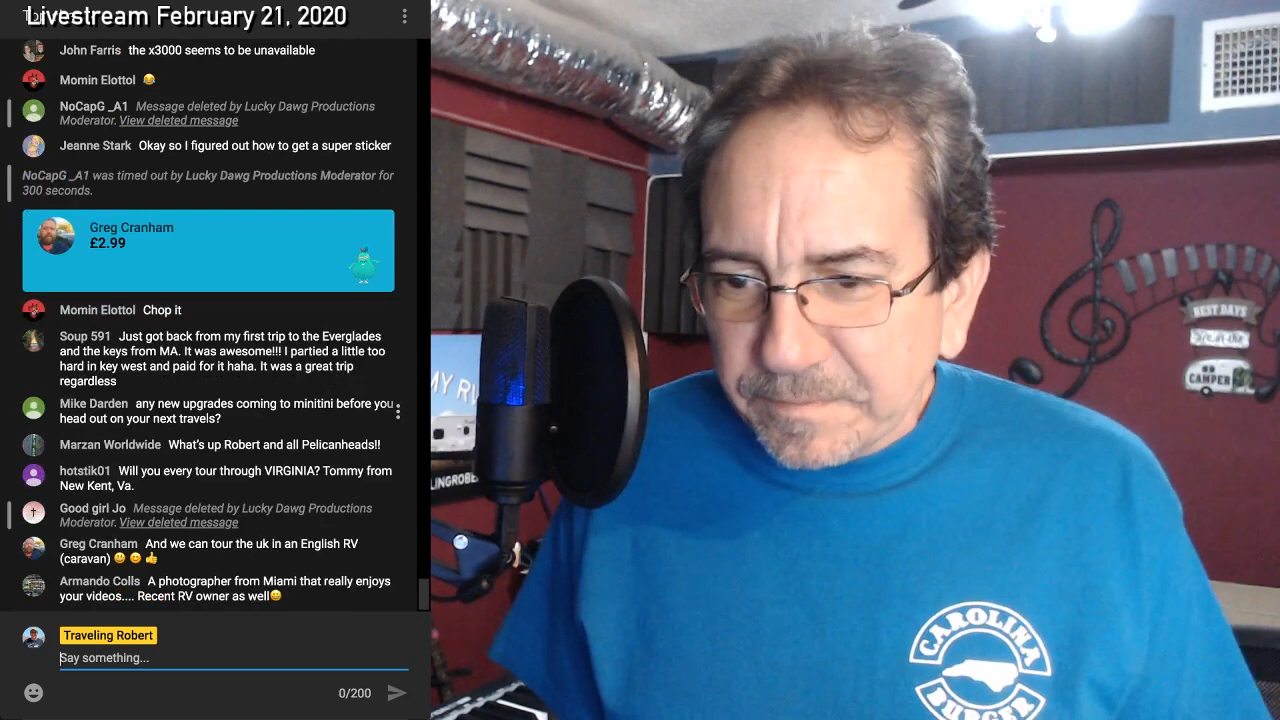 Livestream February 21, 2020
John Farris the x3000 seems to be unavailable
Momin Elottol 😂
NoCapG _A1 Message deleted by Lucky Dawg Productions
Moderator. View deleted message
Jeanne Stark Okay so I figured out how to get a super sticker
NoCapG _A1 was timed out by Lucky Dawg Productions Moderator for
300 seconds.
Greg Cranham
£2.99
Momin Elottol Chop it
Soup 591 Just got back from my first trip to the Everglades
and the keys from MA. It was awesome!!! I partied a little too
hard in key west and paid for it haha. It was a great trip
regardless
Mike Darden any new upgrades coming to minitini before you
head out on your next travels?
Marzan Worldwide What's up Robert and all Pelicanheads!!
hotstik01 Will you every tour through VIRGINIA? Tommy from
New Kent, Va.
Good girl Jo Message deleted by Lucky Dawg Productions
Moderator. View deleted message
Greg Cranham And we can tour the uk in an English RV
(caravan) 😃 😊 👍
Armando Colls A photographer from Miami that really enjoys
your videos.... Recent RV owner as well😀
Traveling Robert
Say something...
0/200
MY RV
LINGROBE
BEST DAYS
CAMPER
CAROLINA
BURGER